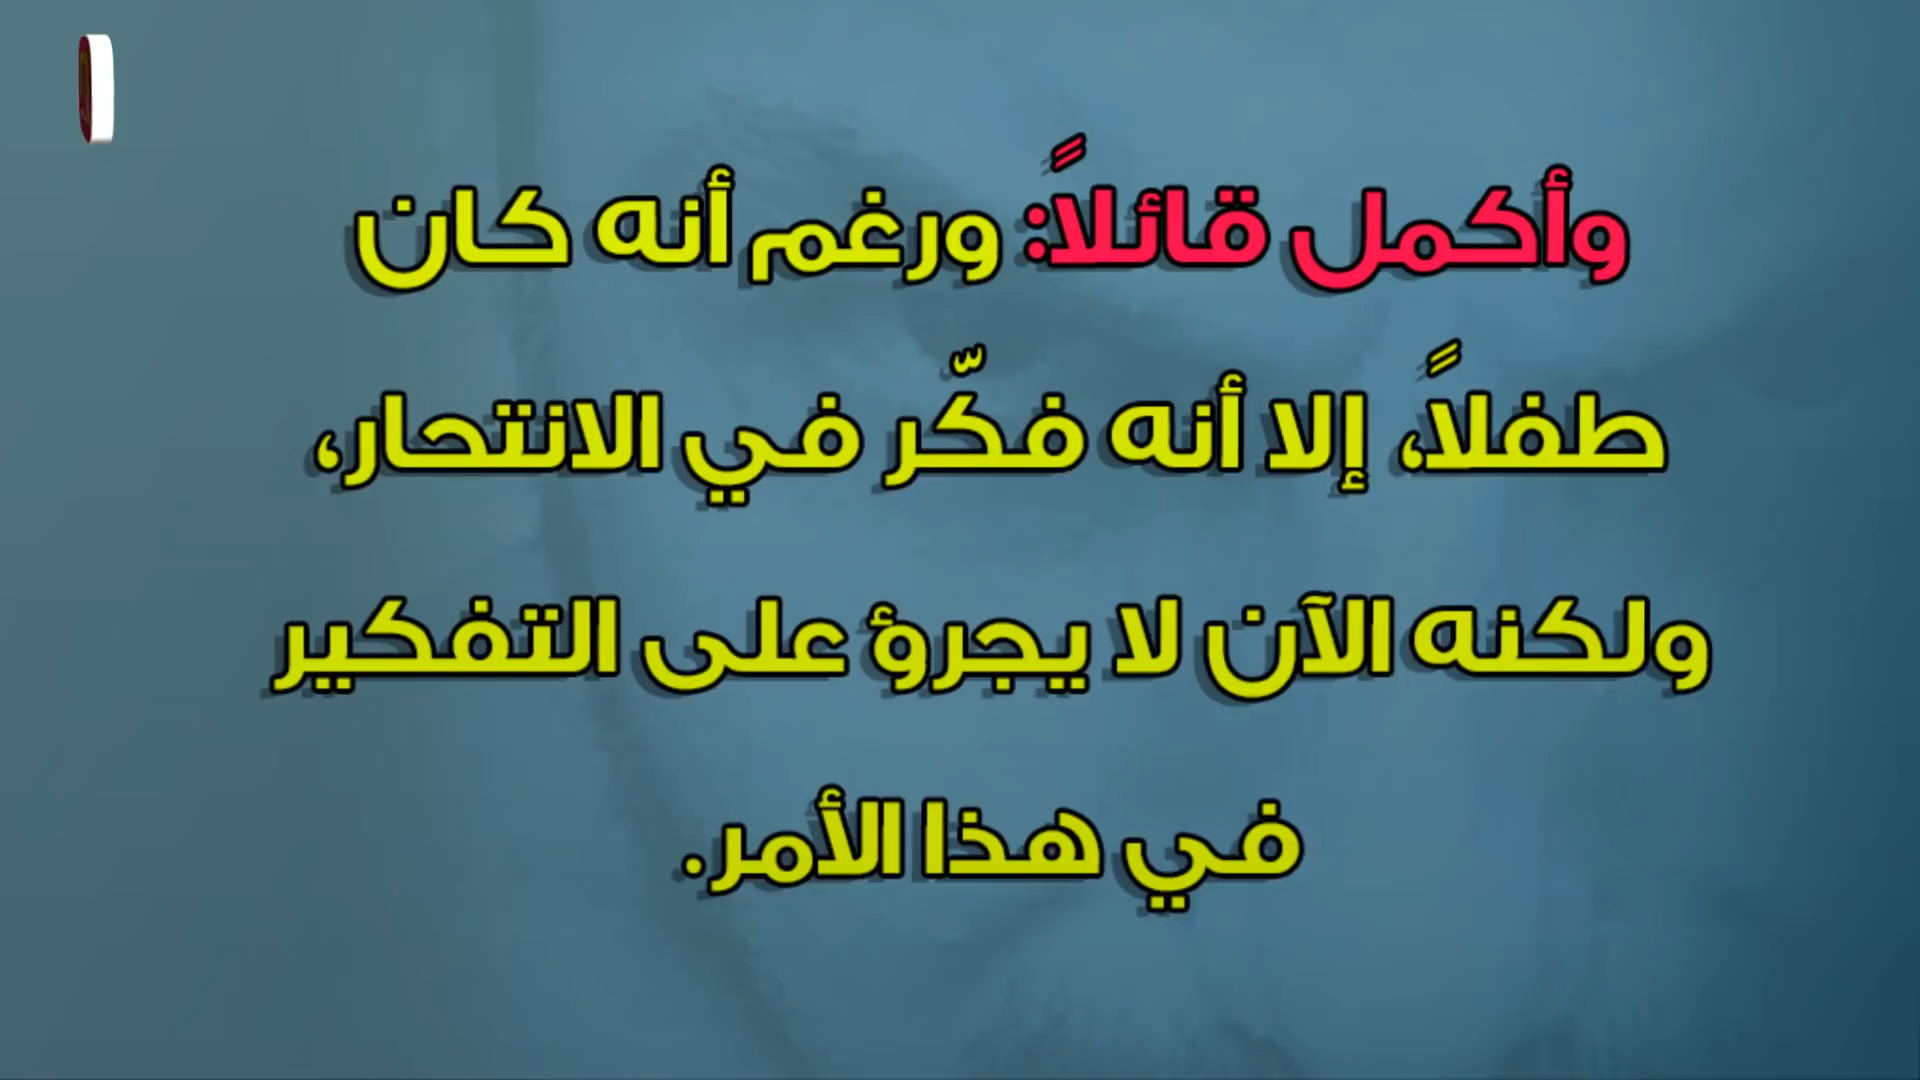 وأكمل قائلاً: ورغم أنه كان
طفلاً، إلا أنه فكّر في الانتحار،
ولكنه الآن لا يجرؤ على التفكير
في هذا الأمر.